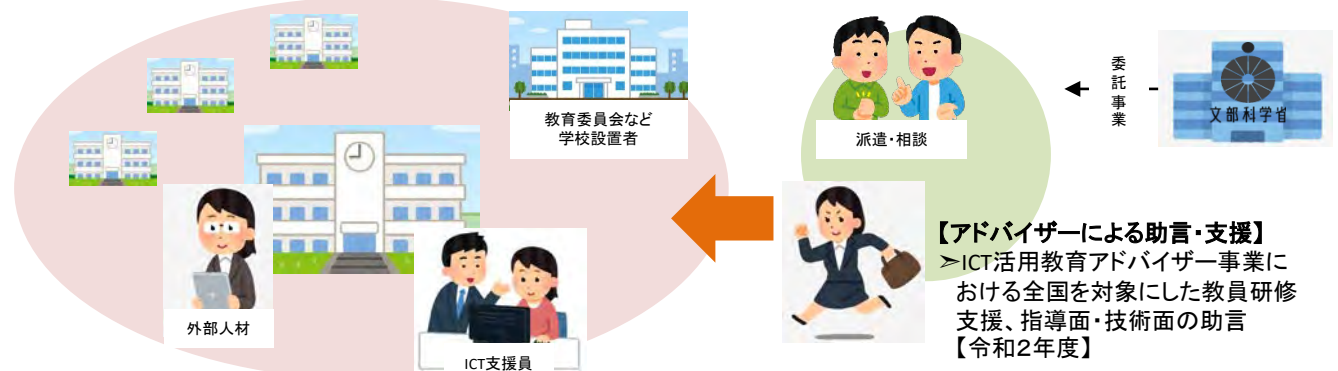 教育委員会など
学校設置者
外部人材
ICT支援員
派遣・相談
委託事業
文部科学省
【アドバイザーによる助言・支援】
➢ICT活用教育アドバイザー事業に
おける全国を対象にした教員研修
支援、指導面・技術面の助言
【令和2年度】